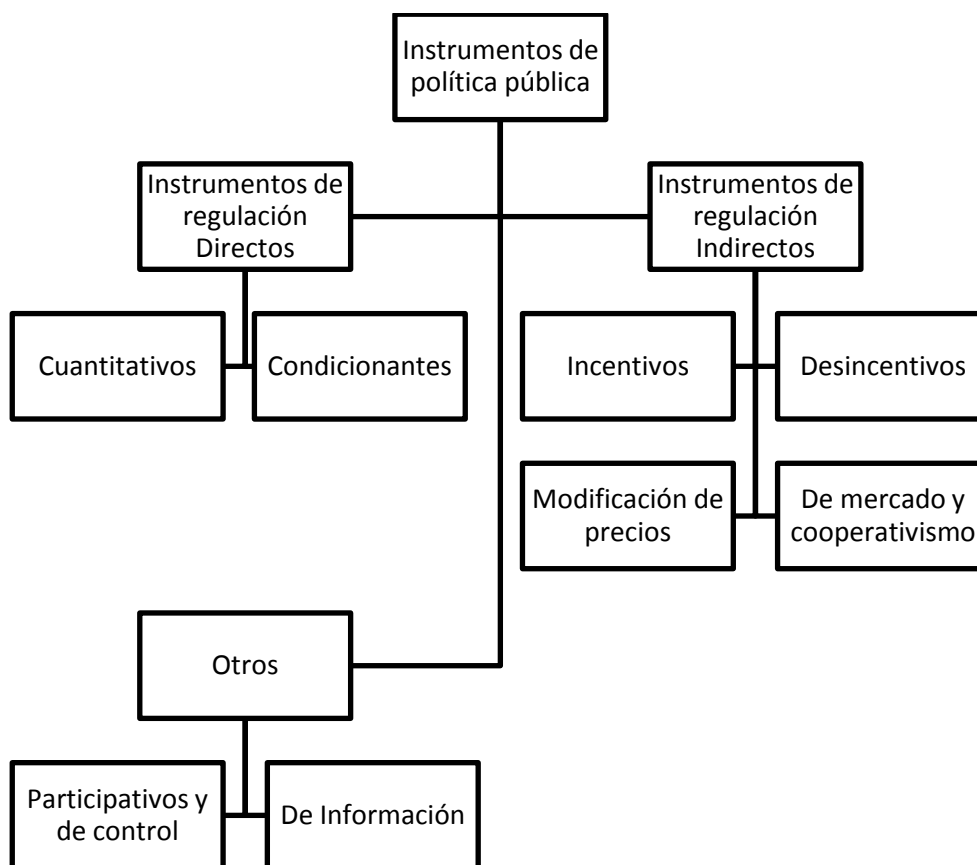 Instrumentos de
política pública
Instrumentos de
regulación
Directos
Instrumentos de
regulación
Indirectos
Cuantitativos
Condicionantes
Incentivos
Desincentivos
Modificación de
precios
De mercado y
cooperativismo
Otros
Participativos y
de control
De Información